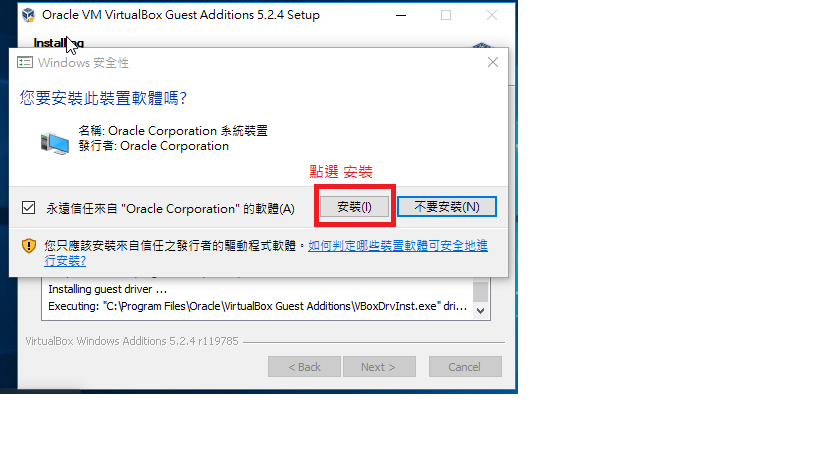 Oracle VM VirtualBox Guest Additions 5.2.4 Setup
Installing
Windows 安全性
您要安裝此裝置軟體嗎?
名稱: Oracle Corporation 系統裝置
發行者: Oracle Corporation
點選 安裝
永遠信任來自 "Oracle Corporation" 的軟體(A)
安裝(I)
不要安裝(N)
您只應該安裝來自信任之發行者的驅動程式軟體。如何判定哪些裝置軟體可安全地進
行安裝?
Installing guest driver ...
Executing: "C:\Program Files\Oracle\VirtualBox Guest Additions\VBoxDrvInst.exe" dri...
VirtualBox Windows Additions 5.2.4 r119785
< Back
Next >
Cancel